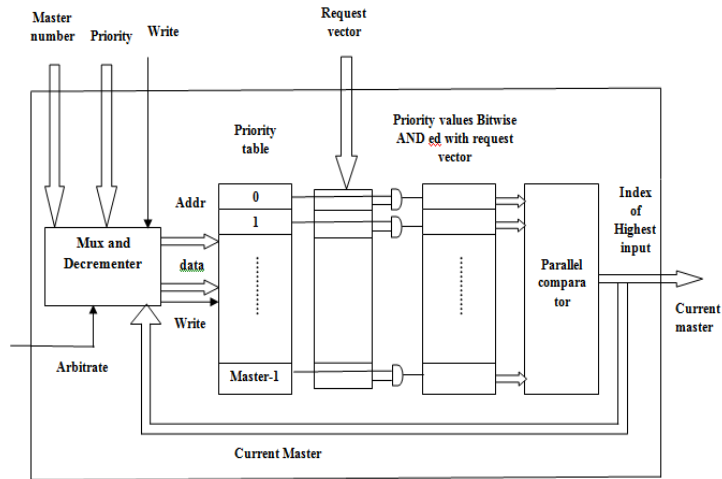 Master
number
Priority
Write
Request
vector
Priority
table
Priority values Bitwise
AND ed with request
vector
Addr
0
1
Index
of
Highest
input
Mux and
Decrementer
data
Parallel
compara
tor
Write
Current
master
Arbitrate
Master-1
Current Master